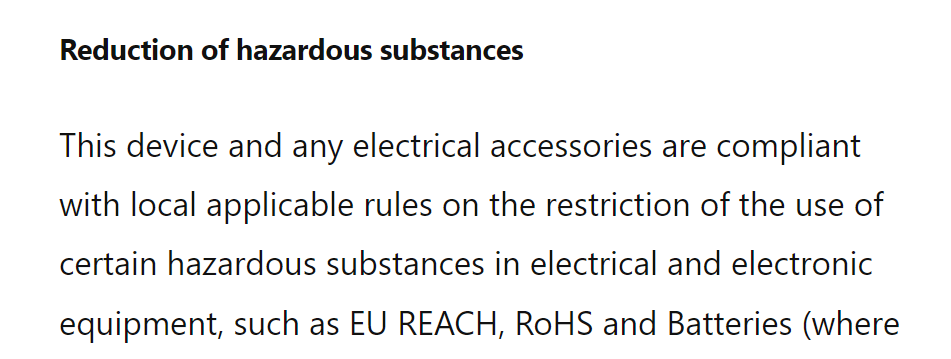 Reduction of hazardous substances
This device and any electrical accessories are compliant
with local applicable rules on the restriction of the use of
certain hazardous substances in electrical and electronic
equipment, such as EU REACH, RoHS and Batteries (where